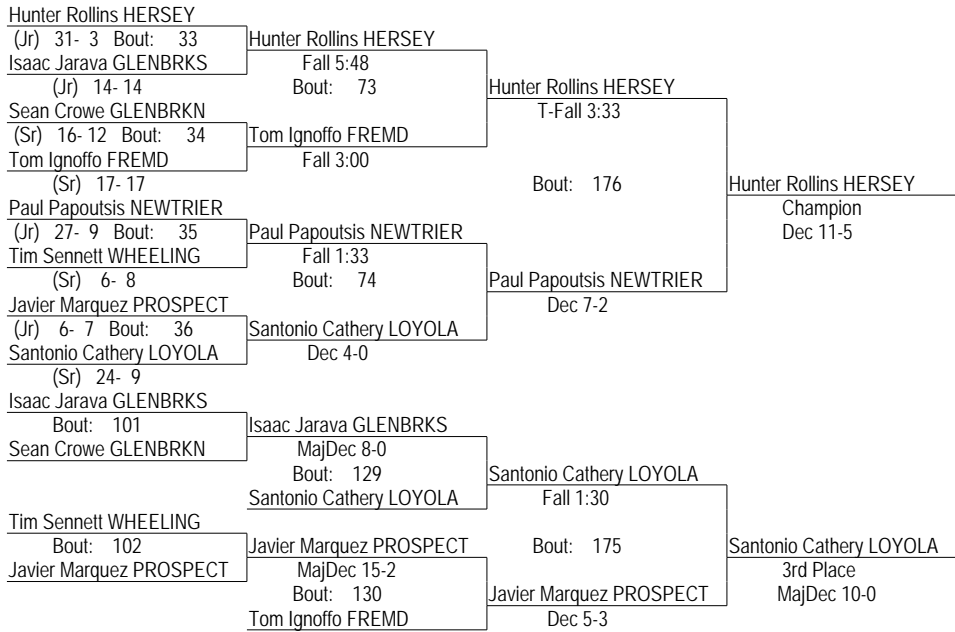 Hunter Rollins HERSEY
(Jr) 31- 3 Bout: 33 Hunter Rollins HERSEY
Isaac Jarava GLENBRKS Fall 5:48
(Jr) 14- 14 Bout: 73 Hunter Rollins HERSEY
Sean Crowe GLENBRKN T-Fall 3:33
(Sr) 16- 12 Bout: 34 Tom Ignoffo FREMD
Tom Ignoffo FREMD Fall 3:00
(Sr) 17- 17 Bout: 176 Hunter Rollins HERSEY
Paul Papoutsis NEWTRIER Champion
(Jr) 27- 9 Bout: 35 Paul Papoutsis NEWTRIER Dec 11-5
Tim Sennett WHEELING Fall 1:33
(Sr) 6- 8 Bout: 74 Paul Papoutsis NEWTRIER
Javier Marquez PROSPECT Dec 7-2
(Jr) 6- 7 Bout: 36 Santonio Cathery LOYOLA
Santonio Cathery LOYOLA Dec 4-0
(Sr) 24- 9
Isaac Jarava GLENBRKS
Bout: 101 Isaac Jarava GLENBRKS
Sean Crowe GLENBRKN MajDec 8-0
Bout: 129 Santonio Cathery LOYOLA
Santonio Cathery LOYOLA Fall 1:30
Tim Sennett WHEELING
Bout: 102 Javier Marquez PROSPECT Bout: 175 Santonio Cathery LOYOLA
Javier Marquez PROSPECT MajDec 15-2 3rd Place
Bout: 130 Javier Marquez PROSPECT MajDec 10-0
Tom Ignoffo FREMD Dec 5-3